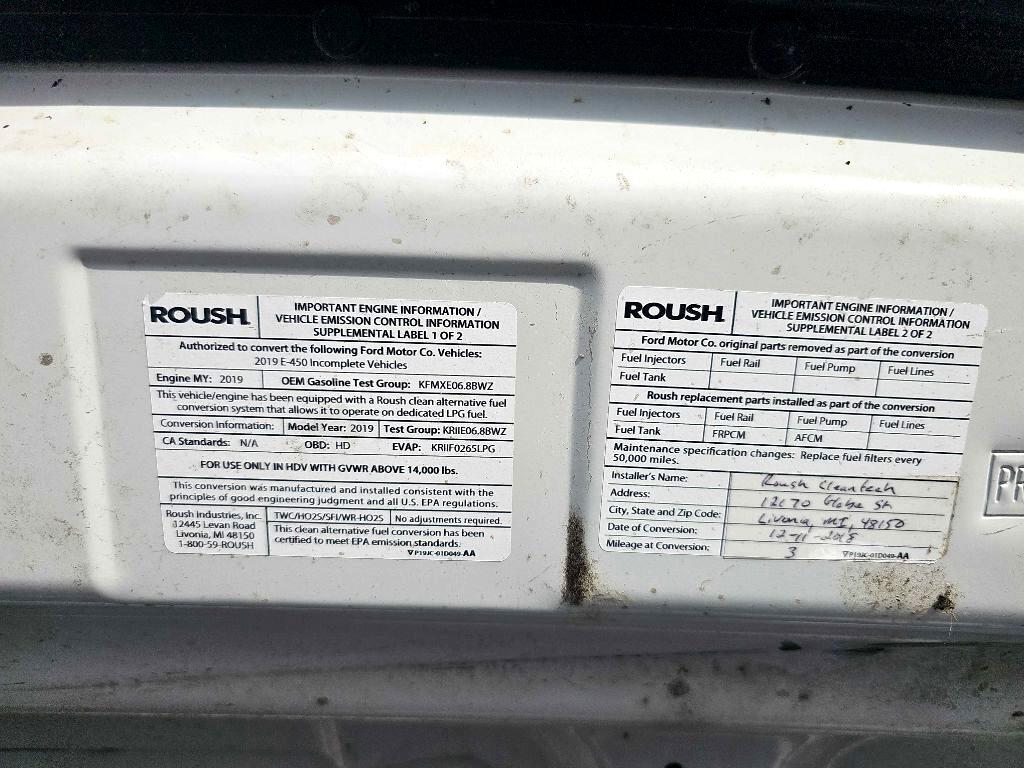 ROUSH
IMPORTANT ENGINE INFORMATION /
VEHICLE EMISSION CONTROL INFORMATION
SUPPLEMENTAL LABEL 1 OF 2
Authorized to convert the following Ford Motor Co. Vehicles:
2019 E-450 Incomplete Vehicles
Engine MY: 2019 OEM Gasoline Test Group: KFMXE06.8BWZ
This vehicle/engine has been equipped with a Roush clean alternative fuel
conversion system that allows it to operate on dedicated LPG fuel.
Conversion Information: Model Year: 2019 Test Group: KRIIE06.8BWZ
CA Standards: N/A OBD: HD EVAP: KRIIF0265LPG
FOR USE ONLY IN HDV WITH GVWR ABOVE 14,000 lbs.
This conversion was manufactured and installed consistent with the
principles of good engineering judgment and all U.S. EPA regulations.
Roush Industries, Inc.
12445 Levan Road
Livonia, MI 48150
1-800-59-ROUSH
TWC/HO2S/SFI/WR-HO2S No adjustments required.
This clean alternative fuel conversion has been
certified to meet EPA emission standards.
P19JC-01D049-AA
ROUSH
IMPORTANT ENGINE INFORMATION /
VEHICLE EMISSION CONTROL INFORMATION
SUPPLEMENTAL LABEL 2 OF 2
Ford Motor Co. original parts removed as part of the conversion
Fuel Injectors Fuel Rail Fuel Pump Fuel Lines
Fuel Tank
Roush replacement parts installed as part of the conversion
Fuel Injectors Fuel Rail Fuel Pump Fuel Lines
Fuel Tank FRPCM AFCM
Maintenance specification changes: Replace fuel filters every
50,000 miles.
Installer's Name: Roush Cleantech
Address: 12170 Globe St
City, State and Zip Code: Livonia, MI, 48150
Date of Conversion: 12-11-2018
Mileage at Conversion: 3
P19JC-01D049-AA
PR